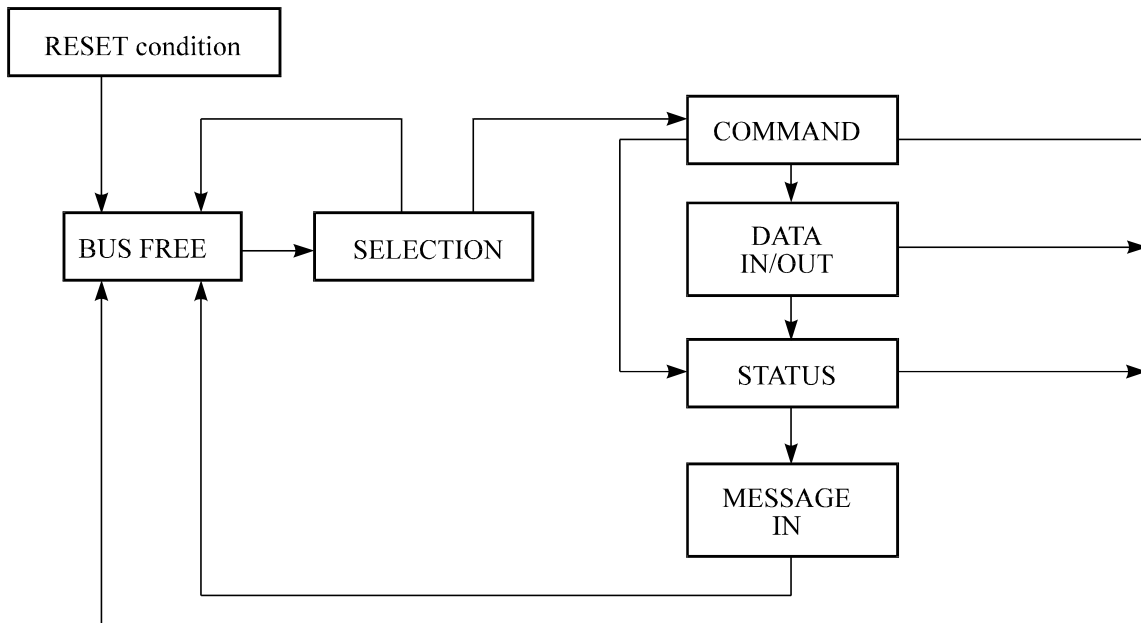 RESET condition
COMMAND
BUS FREE
SELECTION
DATA
IN/OUT
STATUS
MESSAGE
IN